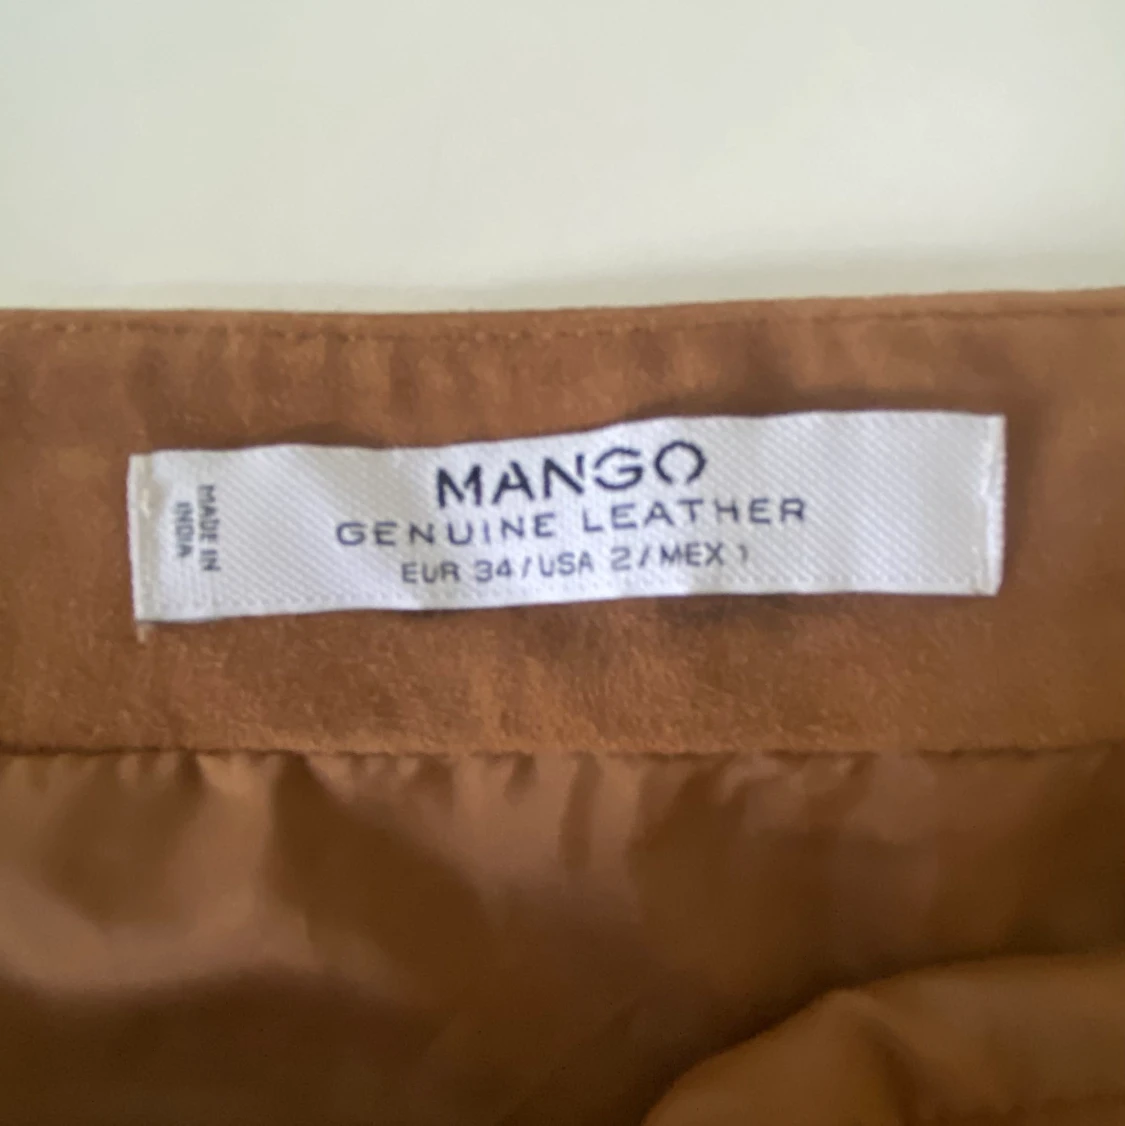 MANGO
GENUINE LEATHER
EUR 34/USA 2/MEX 1
MADE IN
INDIA